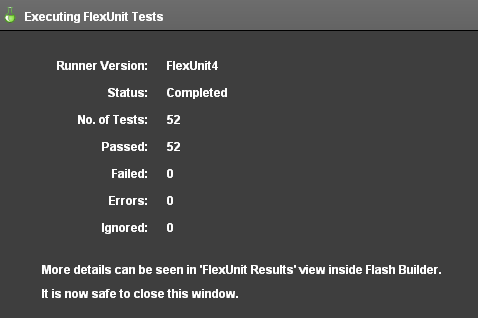 Executing FlexUnit Tests
Runner Version: FlexUnit4
Status: Completed
No. of Tests: 52
Passed: 52
Failed: 0
Errors: 0
Ignored: 0
More details can be seen in 'FlexUnit Results' view inside Flash Builder.
It is now safe to close this window.